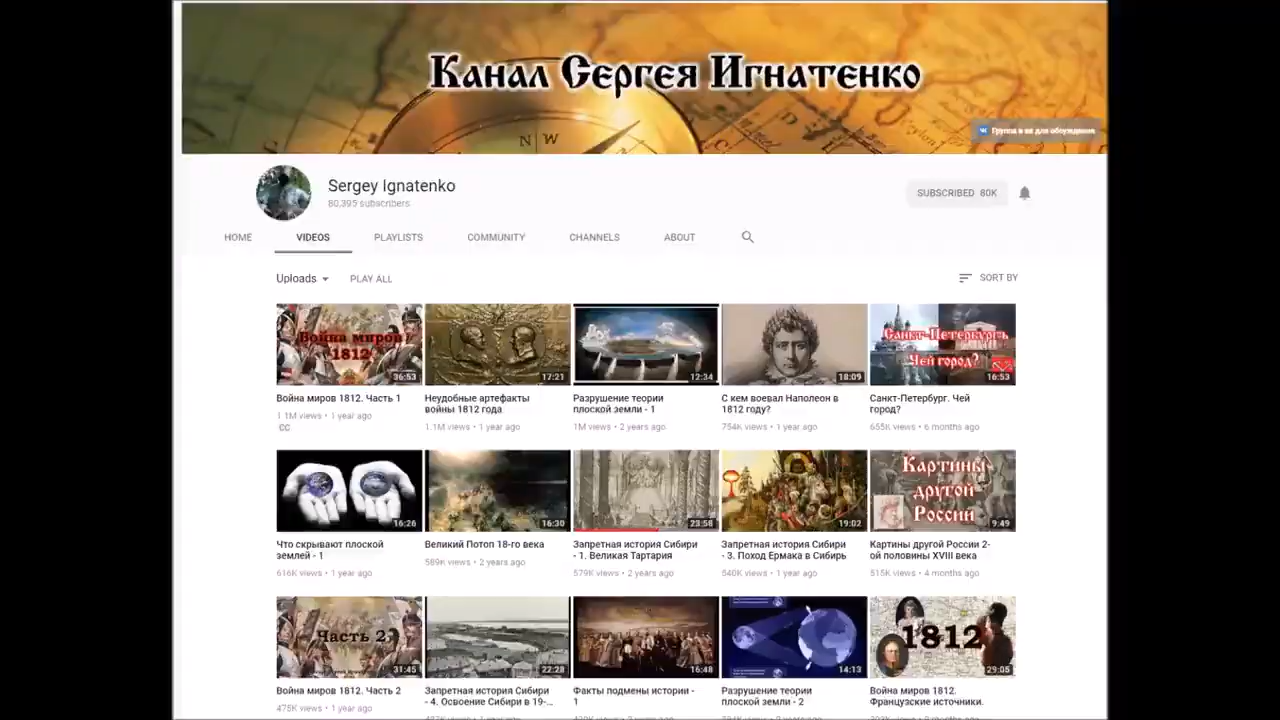 Канал Сергея Игнатенко
N W
Группа в вк для обсуждения
Sergey Ignatenko
80,395 subscribers
SUBSCRIBED 80K
HOME
VIDEOS
PLAYLISTS
COMMUNITY
CHANNELS
ABOUT
Uploads
PLAY ALL
SORT BY
Война миров
1812
36:53
Война миров 1812. Часть 1
1.1M views • 1 year ago
CC
17:21
Неудобные артефакты
войны 1812 года
1.1M views • 1 year ago
12:34
Разрушение теории
плоской земли - 1
1M views • 2 years ago
18:09
С кем воевал Наполеон в
1812 году?
754K views • 1 year ago
Санкт-Петербургъ
Чей город?
16:53
Санкт-Петербург. Чей
город?
655K views • 6 months ago
16:26
Что скрывают плоской
землей - 1
616K views • 1 year ago
16:30
Великий Потоп 18-го века
589K views • 2 years ago
23:58
Запретная история Сибири
- 1. Великая Тартария
579K views • 2 years ago
19:02
Запретная история Сибири
- 3. Поход Ермака в Сибирь
540K views • 1 year ago
Картины
другой
России
9:49
Картины другой России 2-
ой половины XVIII века
515K views • 4 months ago
Часть 2
31:45
Война миров 1812. Часть 2
475K views • 1 year ago
22:28
Запретная история Сибири
- 4. Освоение Сибири в 19-...
16:48
Факты подмены истории -
1
14:13
Разрушение теории
плоской земли - 2
1812
29:05
Война миров 1812.
Французские источники.